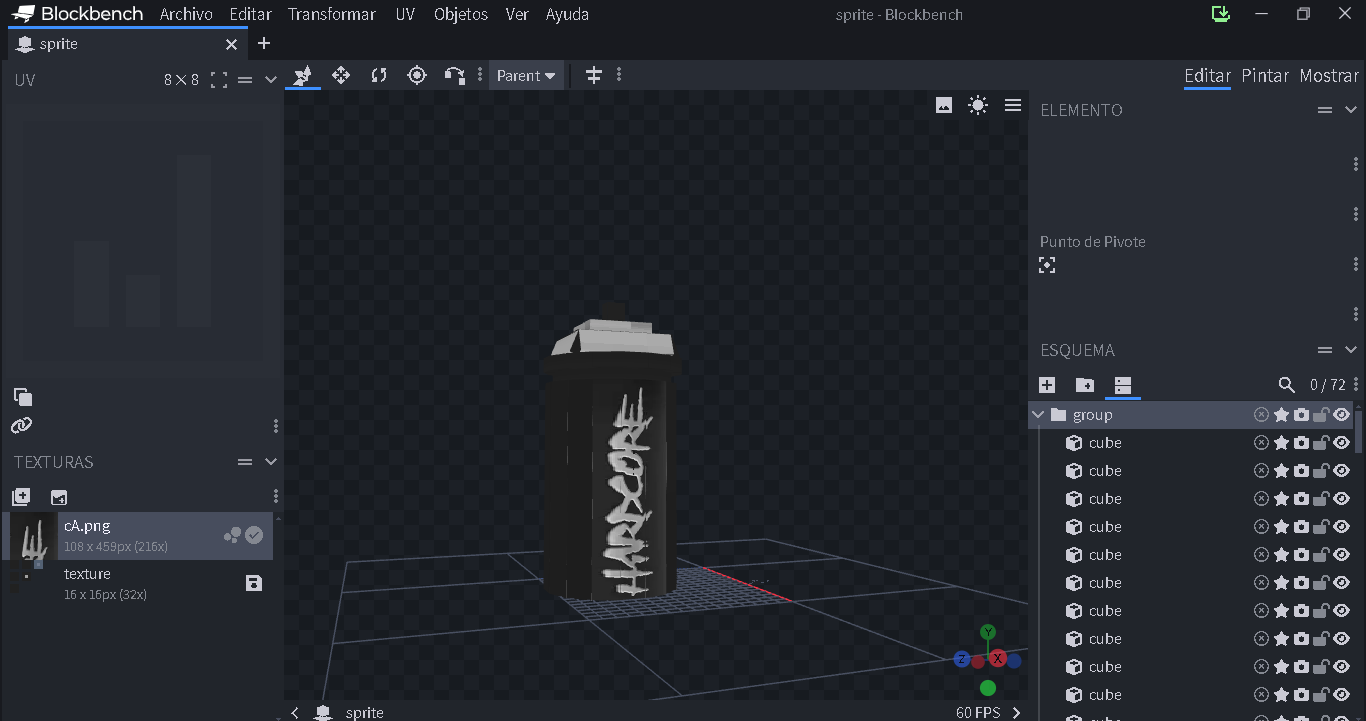 Blockbench Archivo Editar Transformar UV Objetos Ver Ayuda sprite - Blockbench
sprite
UV 8×8
Parent
Editar Pintar Mostrar
ELEMENTO
Punto de Pivote
ESQUEMA
0 / 72
group
cube
cube
cube
cube
cube
cube
cube
cube
cube
cube
cube
TEXTURAS
cA.png
108 x 459px (216x)
texture
16 x 16px (32x)
HARDCORE
Y
Z
X
sprite
60 FPS